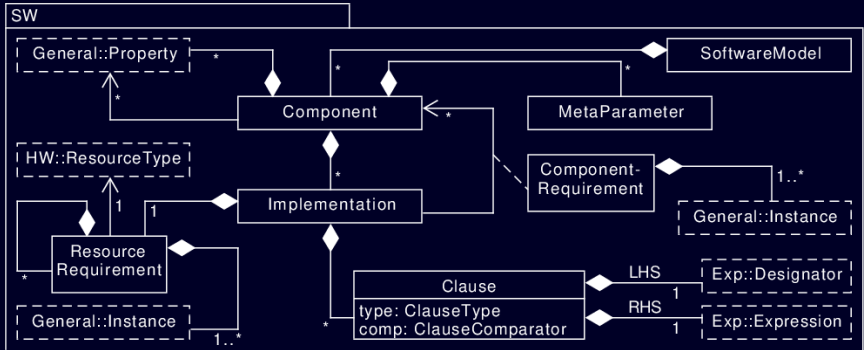 SW
General::Property
*
*
*
*
*
SoftwareModel
Component
*
MetaParameter
HW::ResourceType
*
Component-
Requirement
1..*
1
1
Implementation
General::Instance
Resource
Requirement
*
Clause
LHS
1
Exp::Designator
General::Instance
1..*
*
type: ClauseType
comp: ClauseComparator
RHS
1
Exp::Expression